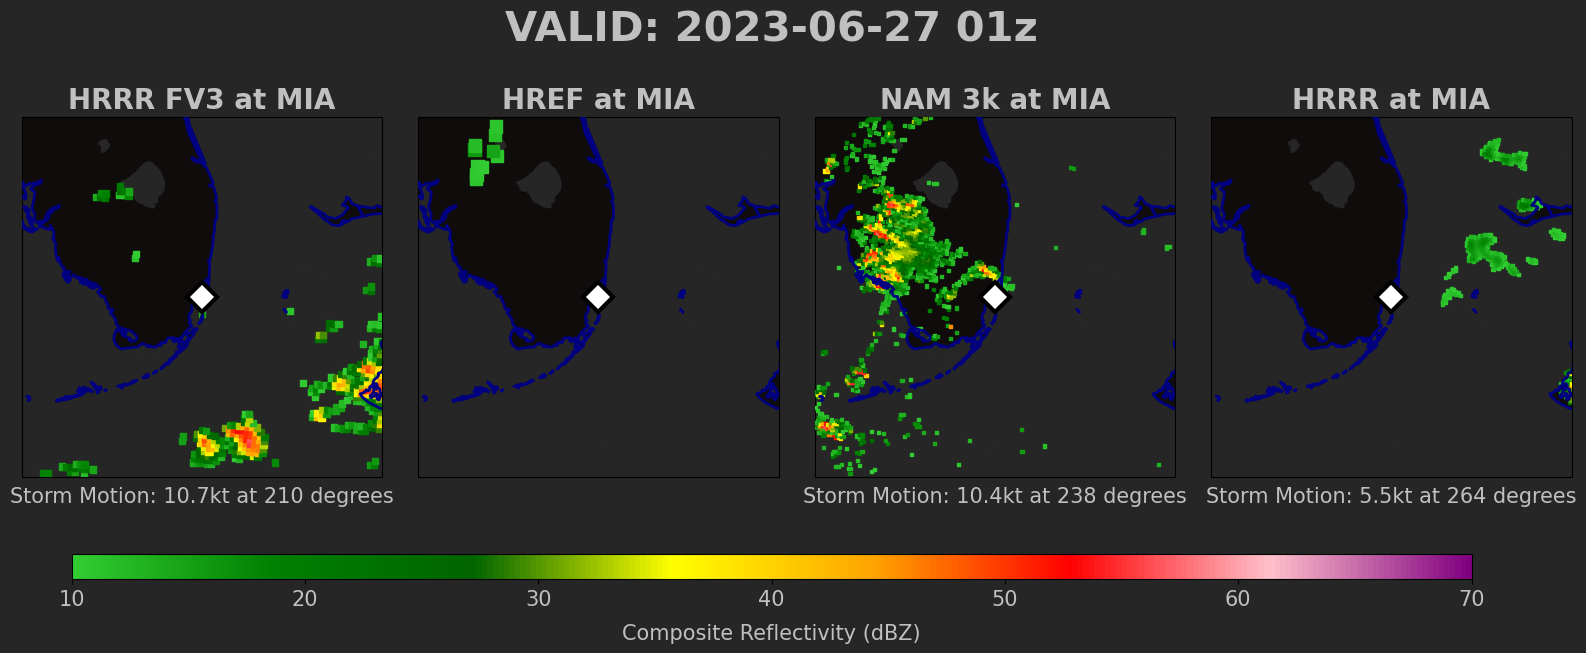 VALID: 2023-06-27 01z
HRRR FV3 at MIA
HREF at MIA
NAM 3k at MIA
HRRR at MIA
Storm Motion: 10.7kt at 210 degrees
Storm Motion: 10.4kt at 238 degrees
Storm Motion: 5.5kt at 264 degrees
10 20 30 40 50 60 70
Composite Reflectivity (dBZ)